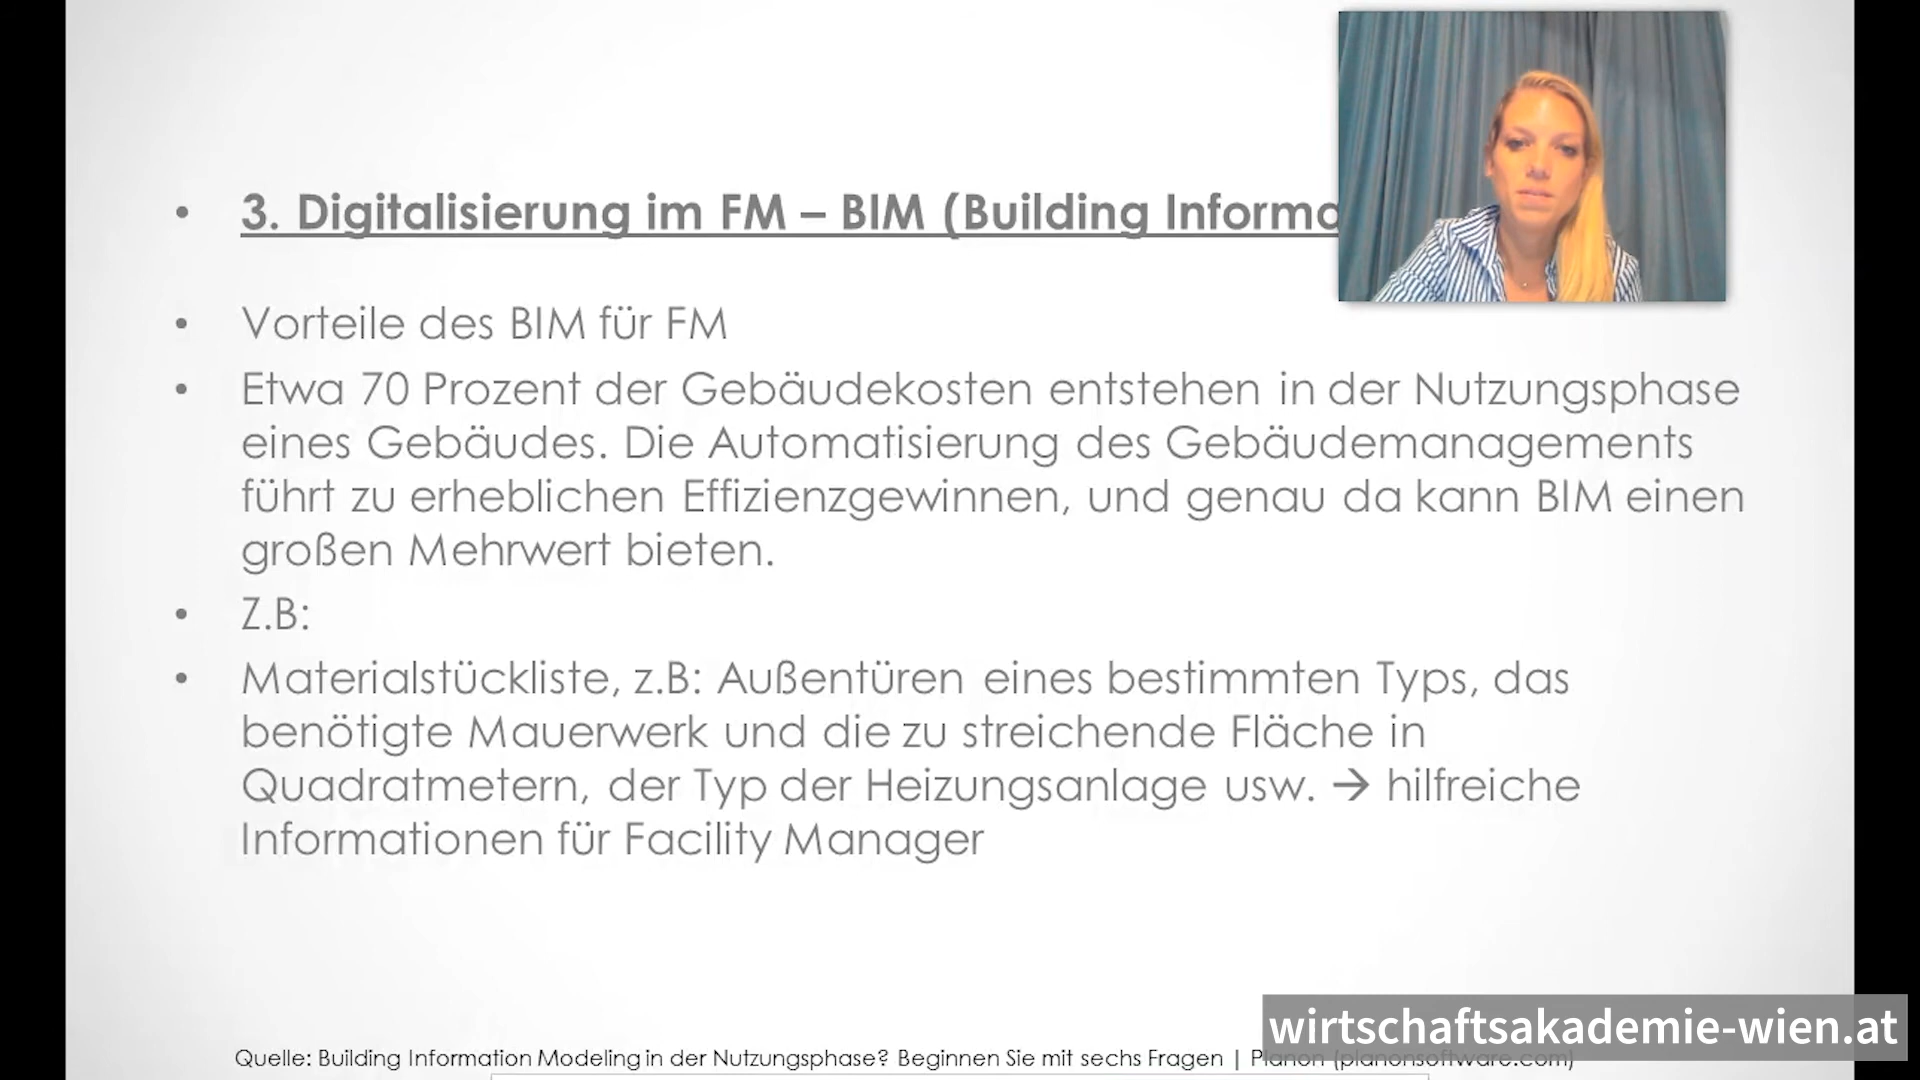 • 3. Digitalisierung im FM – BIM (Building Informa
• Vorteile des BIM für FM
• Etwa 70 Prozent der Gebäudekosten entstehen in der Nutzungsphase
eines Gebäudes. Die Automatisierung des Gebäudemanagements
führt zu erheblichen Effizienzgewinnen, und genau da kann BIM einen
großen Mehrwert bieten.
• Z.B:
• Materialstückliste, z.B: Außentüren eines bestimmten Typs, das
benötigte Mauerwerk und die zu streichende Fläche in
Quadratmetern, der Typ der Heizungsanlage usw. → hilfreiche
Informationen für Facility Manager
wirtschaftsakademie-wien.at
Quelle: Building Information Modeling in der Nutzungsphase? Beginnen Sie mit sechs Fragen | Planon (planonsoftware.com)